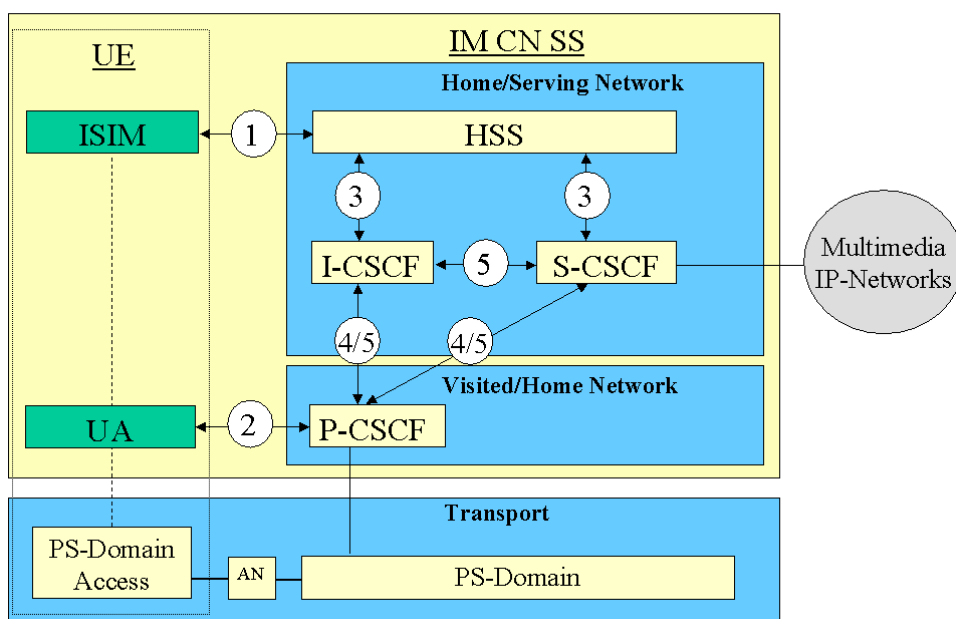 UE
IM CN SS
Home/Serving Network
ISIM
1
HSS
3
3
I-CSCF
5
S-CSCF
Multimedia
IP-Networks
4/5
4/5
Visited/Home Network
UA
2
P-CSCF
Transport
PS-Domain
Access
AN
PS-Domain